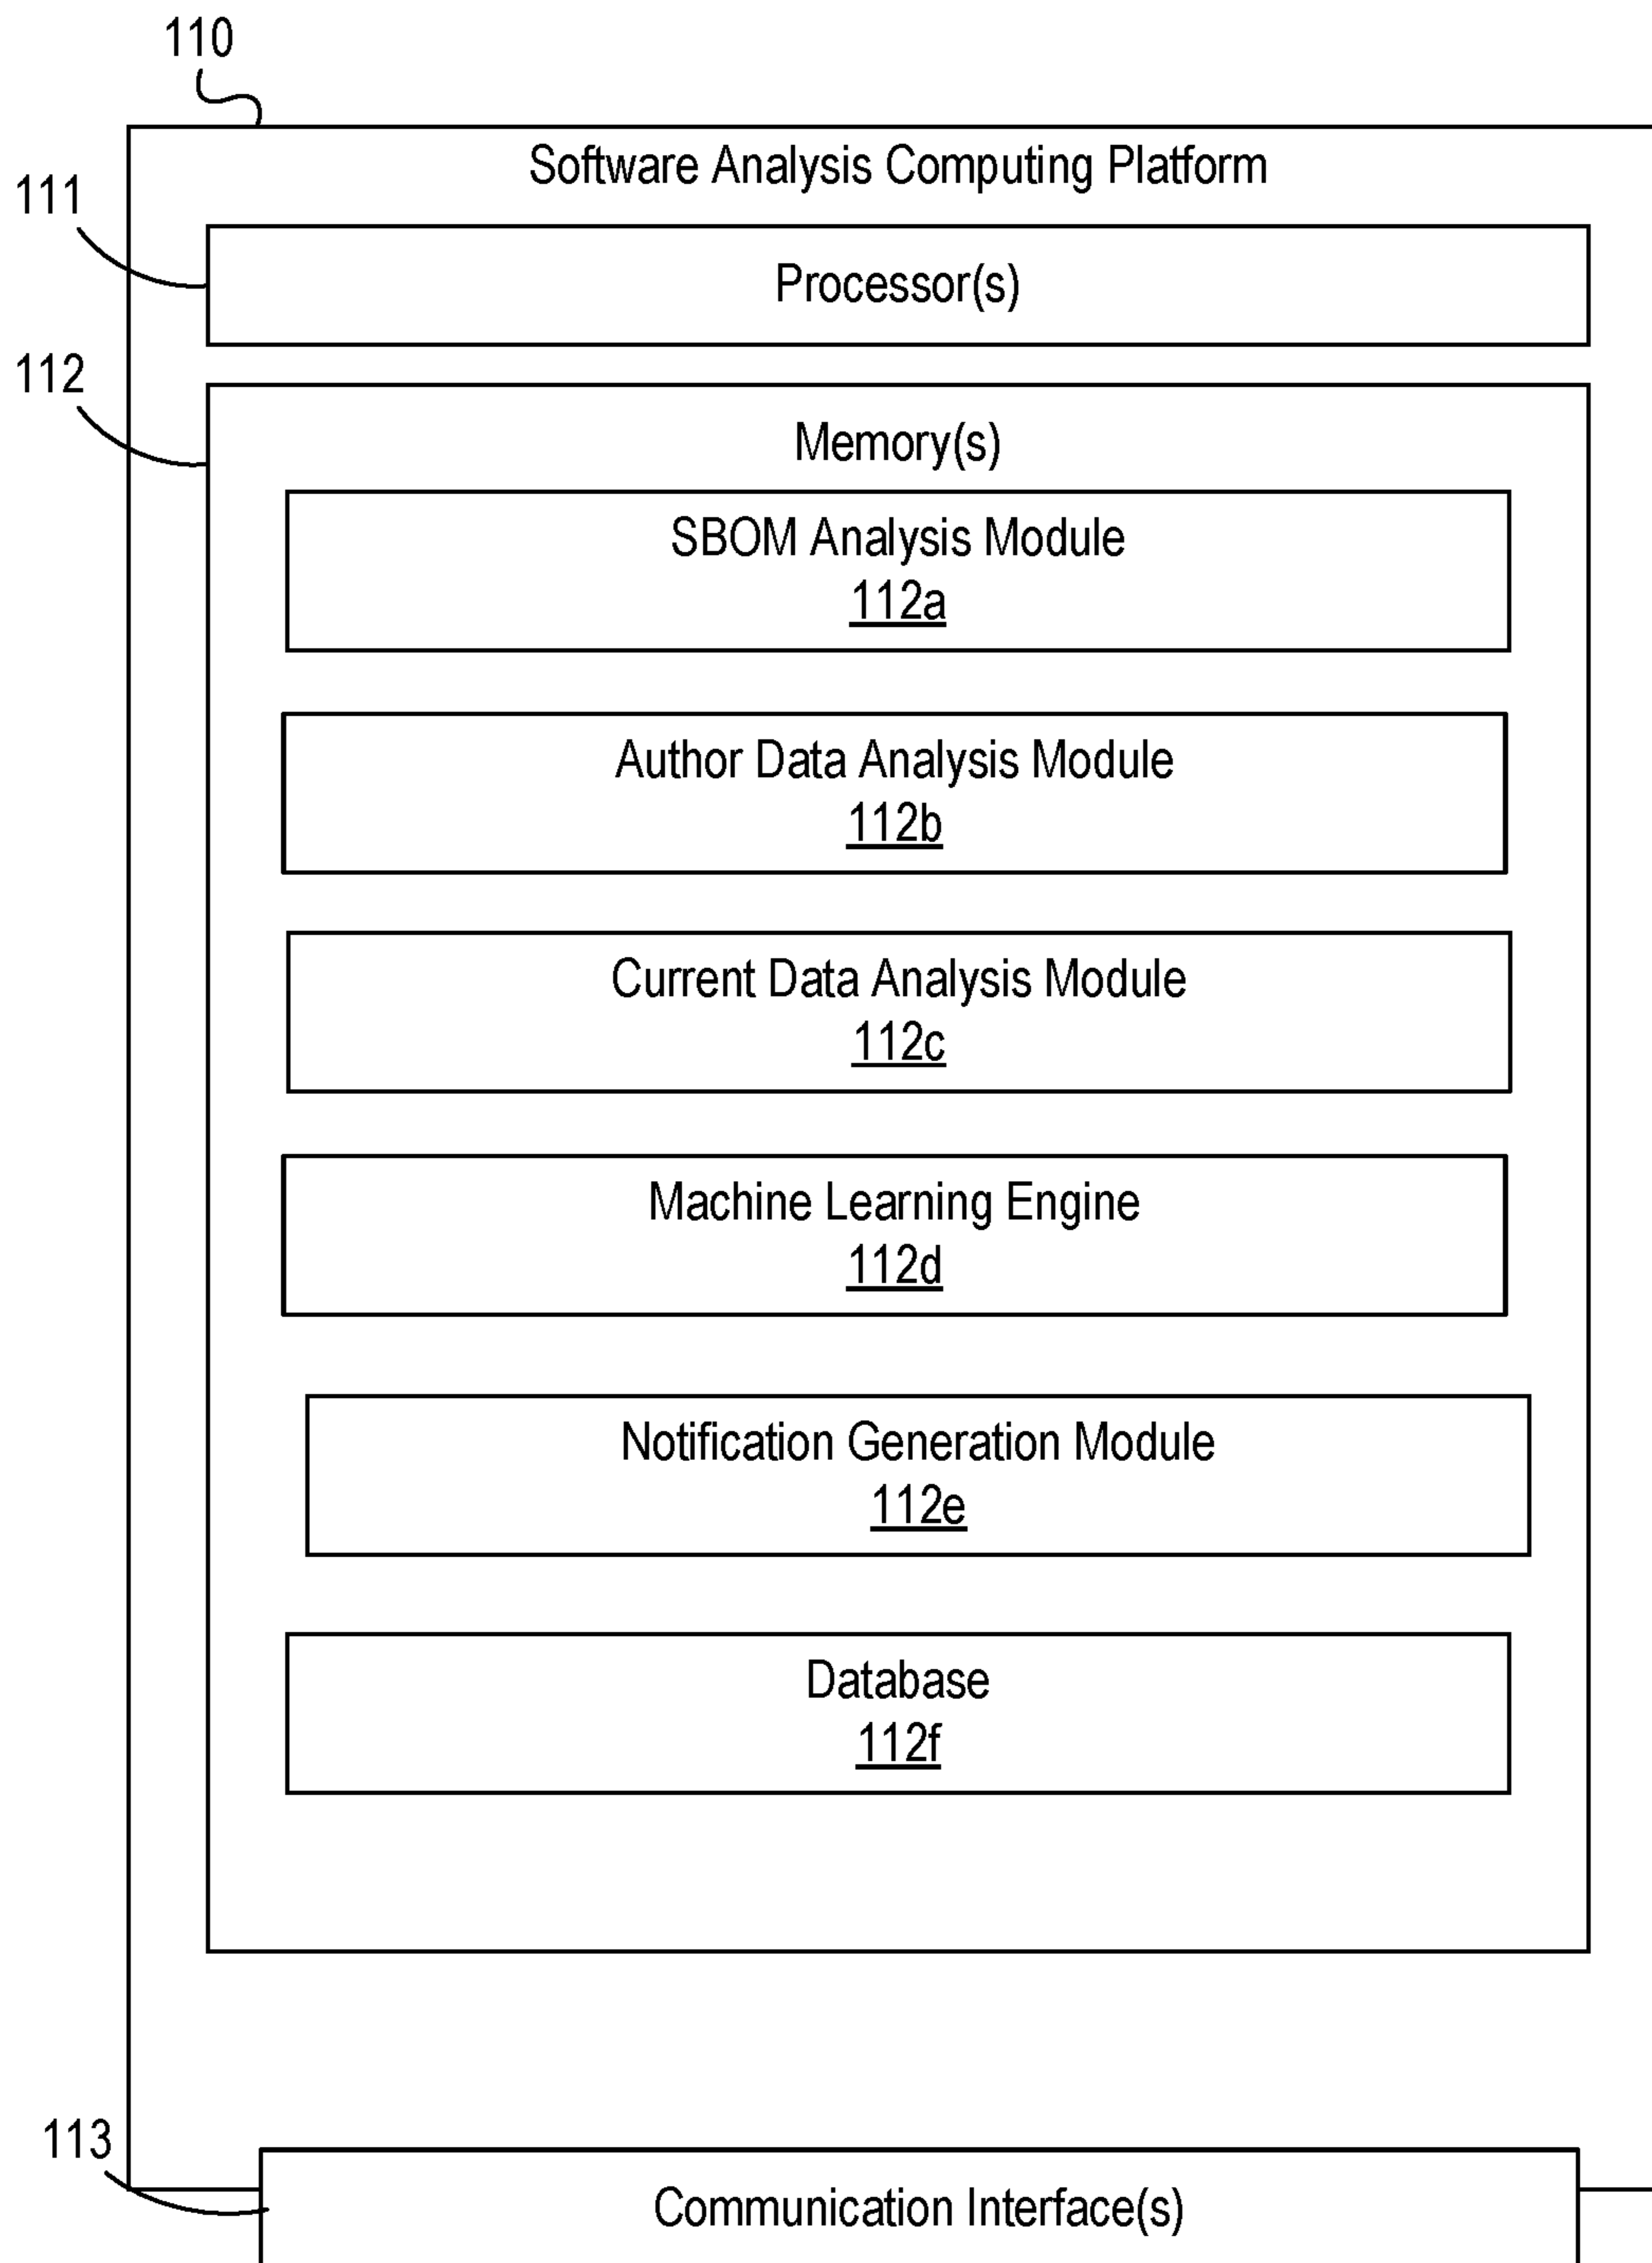 110
Software Analysis Computing Platform
111
Processor(s)
112
Memory(s)
SBOM Analysis Module
112a
Author Data Analysis Module
112b
Current Data Analysis Module
112c
Machine Learning Engine
112d
Notification Generation Module
112e
Database
112f
113
Communication Interface(s)